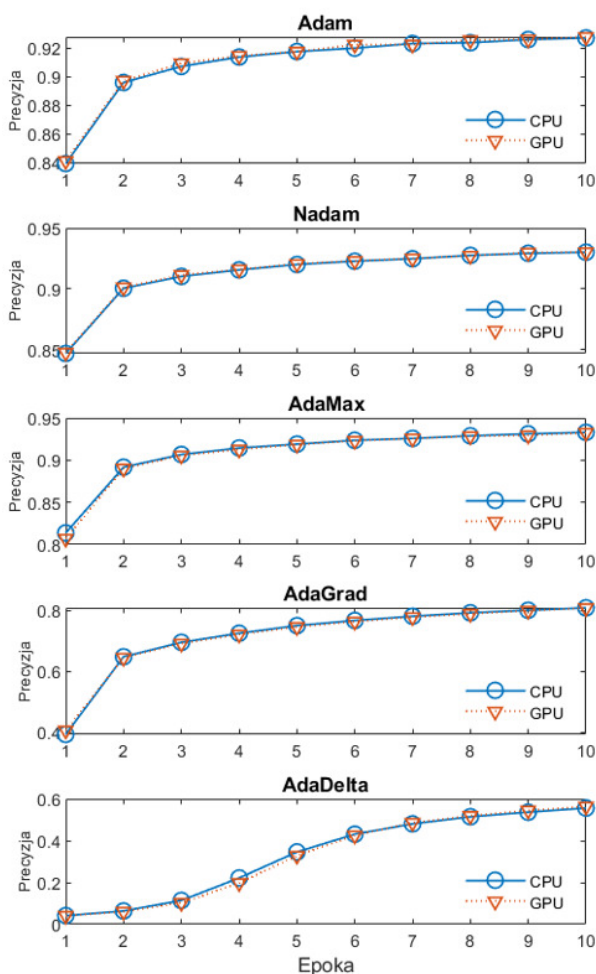 Adam
Precyzja
0.92
0.9
0.88
0.86
0.84
CPU
GPU
1 2 3 4 5 6 7 8 9 10
Nadam
Precyzja
0.95
0.9
0.85
CPU
GPU
1 2 3 4 5 6 7 8 9 10
AdaMax
Precyzja
0.95
0.9
0.85
0.8
CPU
GPU
1 2 3 4 5 6 7 8 9 10
AdaGrad
Precyzja
0.8
0.6
0.4
CPU
GPU
1 2 3 4 5 6 7 8 9 10
AdaDelta
Precyzja
0.6
0.4
0.2
0
CPU
GPU
1 2 3 4 5 6 7 8 9 10
Epoka